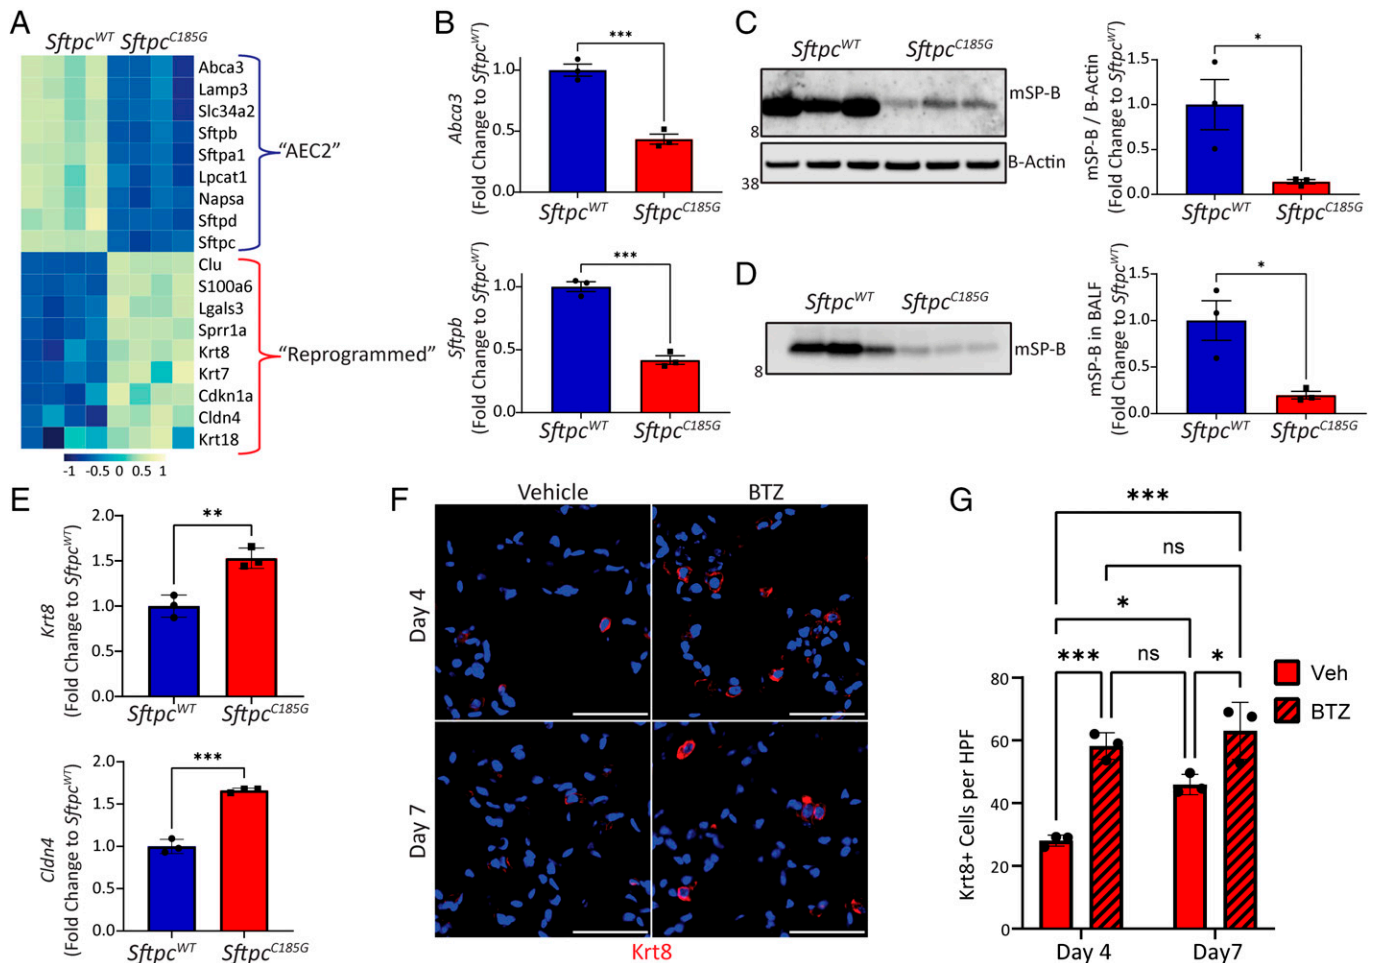 A
Sftpc^WT Sftpc^C185G
Abca3
Lamp3
Slc34a2
Sftpb
Sftpa1
Lpcat1
Napsa
Sftpd
Sftpc
"AEC2"
Clu
S100a6
Lgals3
Sprr1a
Krt8
Krt7
Cdkn1a
Cldn4
Krt18
"Reprogrammed"
-1 -0.5 0 0.5 1
B
Abca3
(Fold Change to Sftpc^WT)
***
1.0
0.5
0.0
Sftpc^WT Sftpc^C185G
Sftpb
(Fold Change to Sftpc^WT)
***
1.0
0.5
0.0
Sftpc^WT Sftpc^C185G
C
Sftpc^WT Sftpc^C185G
mSP-B
8
B-Actin
38
mSP-B / B-Actin
(Fold Change to Sftpc^WT)
*
1.5
1.0
0.5
0.0
Sftpc^WT Sftpc^C185G
D
Sftpc^WT Sftpc^C185G
mSP-B
8
mSP-B in BALF
(Fold Change to Sftpc^WT)
*
1.5
1.0
0.5
0.0
Sftpc^WT Sftpc^C185G
E
Krt8
(Fold Change to Sftpc^WT)
**
2.0
1.5
1.0
0.5
0.0
Sftpc^WT Sftpc^C185G
Cldn4
(Fold Change to Sftpc^WT)
***
2.0
1.5
1.0
0.5
0.0
Sftpc^WT Sftpc^C185G
F
Vehicle BTZ
Day 4
Day 7
Krt8
G
***
ns
*
*** ns *
Veh
BTZ
Krt8+ Cells per HPF
80
60
40
20
0
Day 4 Day7